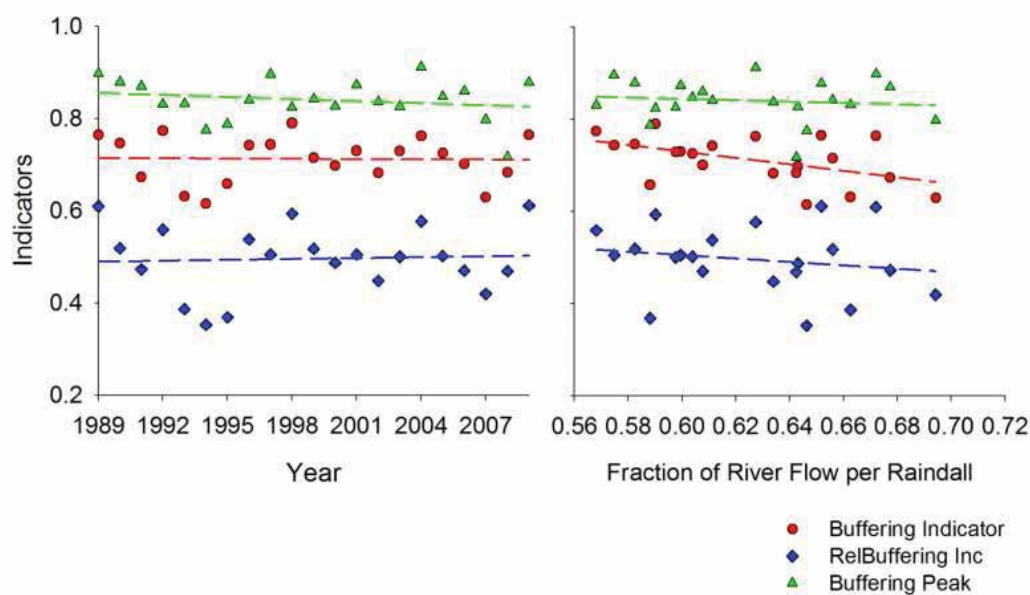 1.0
0.8
0.6
0.4
0.2
Indicators
1989 1992 1995 1998 2001 2004 2007
0.56 0.58 0.60 0.62 0.64 0.66 0.68 0.70 0.72
Year
Fraction of River Flow per Raindall
Buffering Indicator
RelBuffering Inc
Buffering Peak